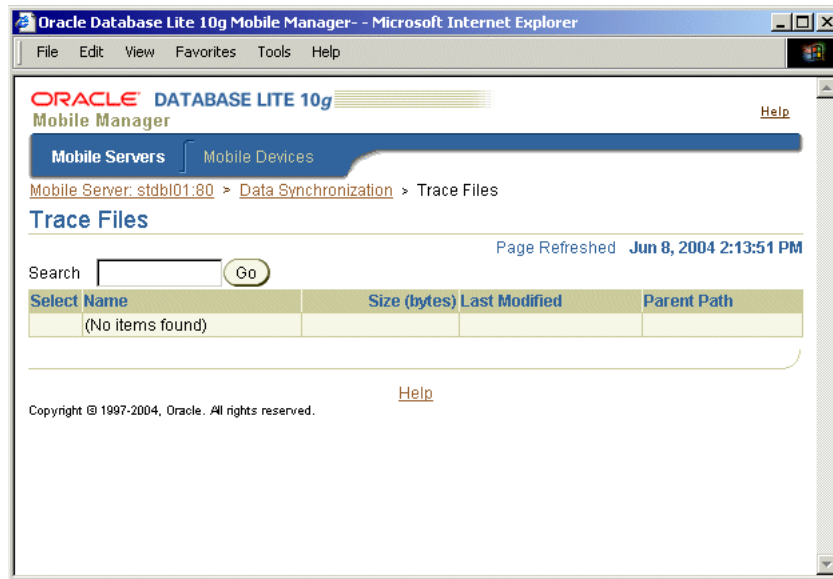 Oracle Database Lite 10g Mobile Manager- - Microsoft Internet Explorer
File Edit View Favorites Tools Help
ORACLE DATABASE LITE 10g
Mobile Manager
Help
Mobile Servers Mobile Devices
Mobile Server: stdbl01:80 > Data Synchronization > Trace Files
Trace Files
Page Refreshed Jun 8, 2004 2:13:51 PM
Search Go
Select Name Size (bytes) Last Modified Parent Path
(No items found)
Help
Copyright © 1997-2004, Oracle. All rights reserved.